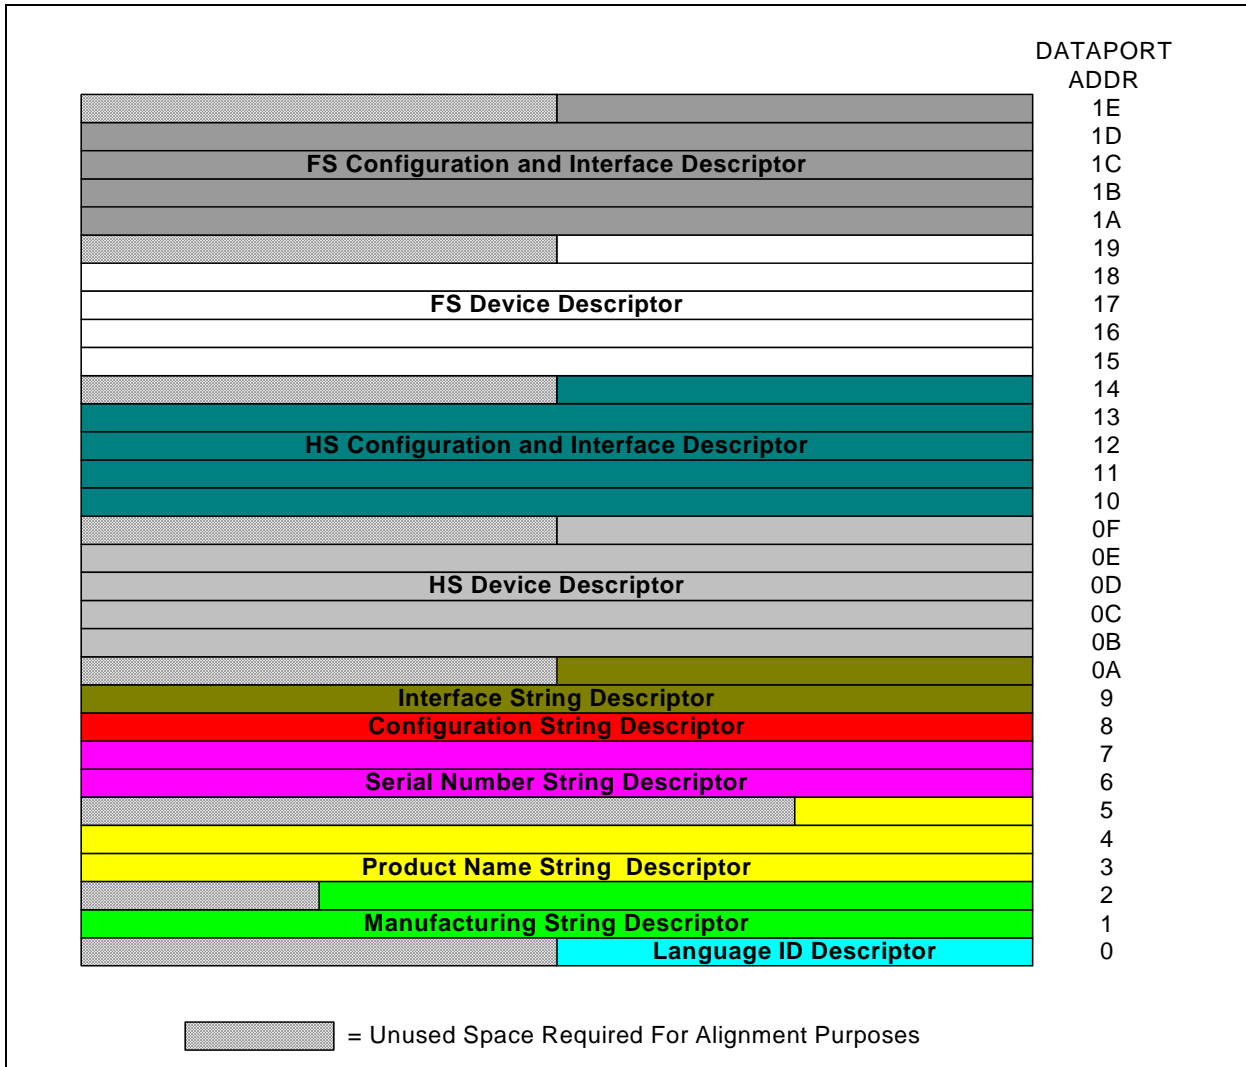 DATAPORT
ADDR
1E
1D
FS Configuration and Interface Descriptor 1C
1B
1A
19
18
FS Device Descriptor 17
16
15
14
13
HS Configuration and Interface Descriptor 12
11
10
0F
0E
HS Device Descriptor 0D
0C
0B
0A
Interface String Descriptor 9
Configuration String Descriptor 8
7
Serial Number String Descriptor 6
5
4
Product Name String Descriptor 3
2
Manufacturing String Descriptor 1
Language ID Descriptor 0
= Unused Space Required For Alignment Purposes